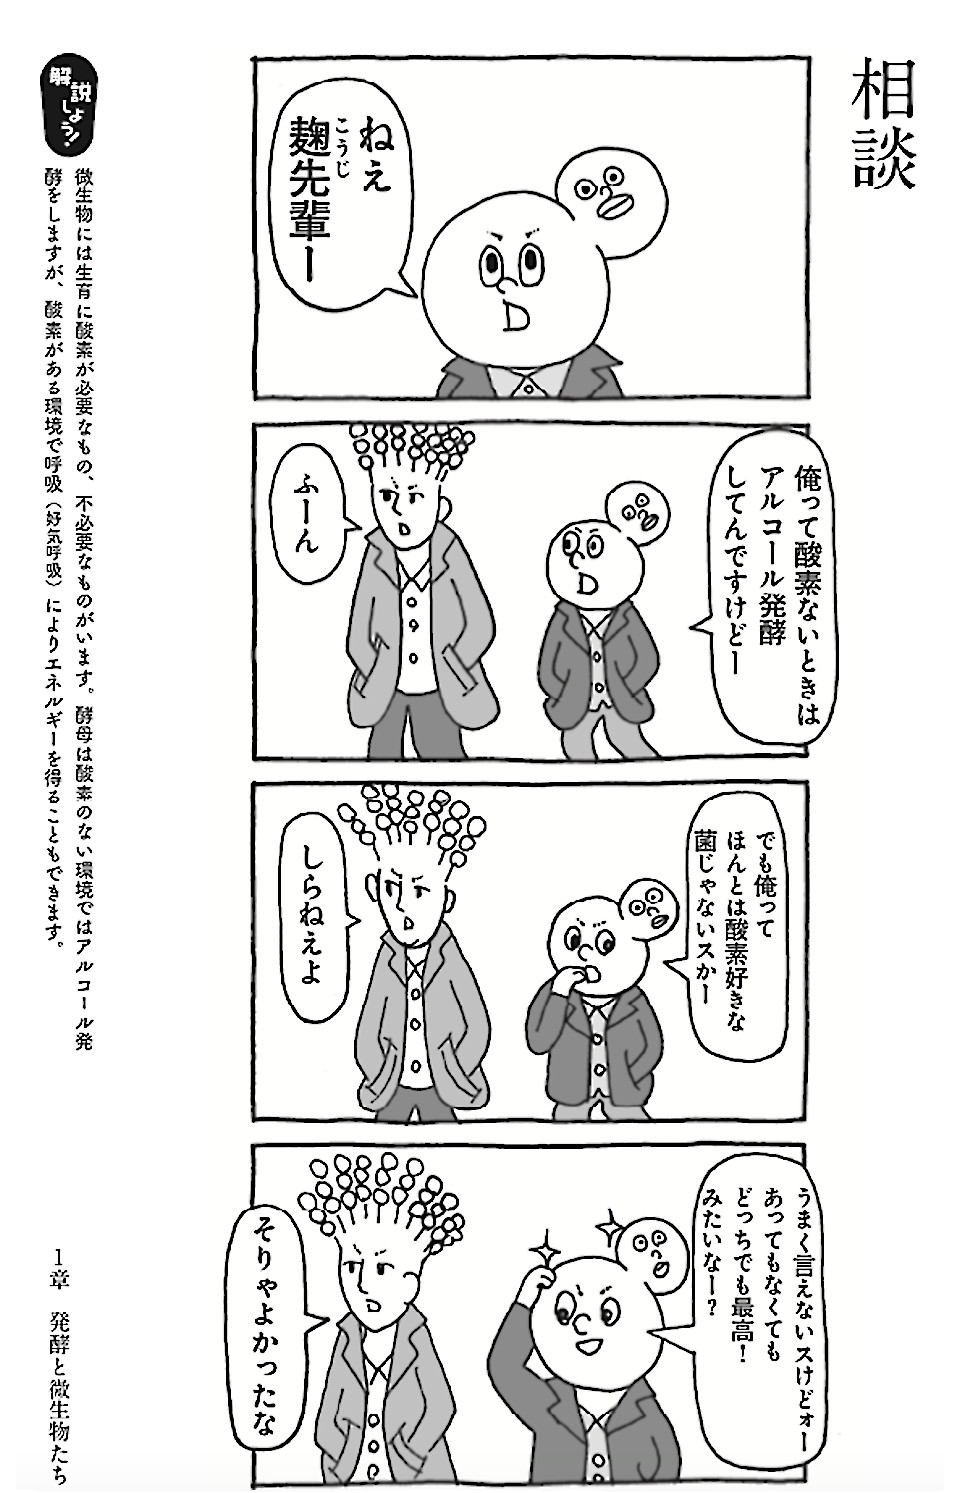 相談
ねえ
麹先輩ー
こうじ
俺って酸素ないときは
アルコール発酵
してんですけどー
ふーん
でも俺って
ほんとは酸素好きな
菌じゃないスかー
しらねえよ
うまく言えないスけどォー
あってもなくても
どっちでも最高！
みたいなー？
そりゃよかったな
解説しよう！
微生物には生育に酸素が必要なもの、不必要なものがいます。酵母は酸素のない環境ではアルコール発
酵をしますが、酸素がある環境で呼吸（好気呼吸）によりエネルギーを得ることもできます。
1章　発酵と微生物たち